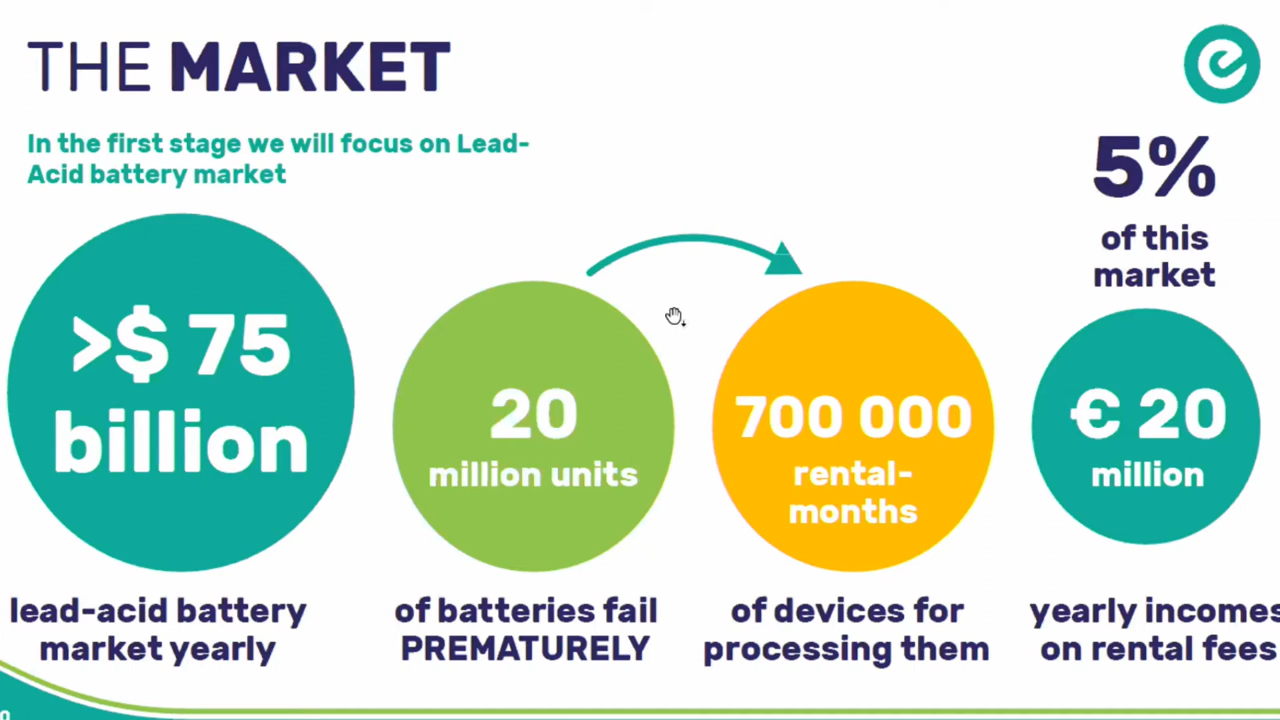 THE MARKET
In the first stage we will focus on Lead-
Acid battery market
>$ 75
billion
lead-acid battery
market yearly
20
million units
of batteries fail
PREMATURELY
700 000
rental-
months
of devices for
processing them
5%
of this
market
€ 20
million
yearly incomes
on rental fees